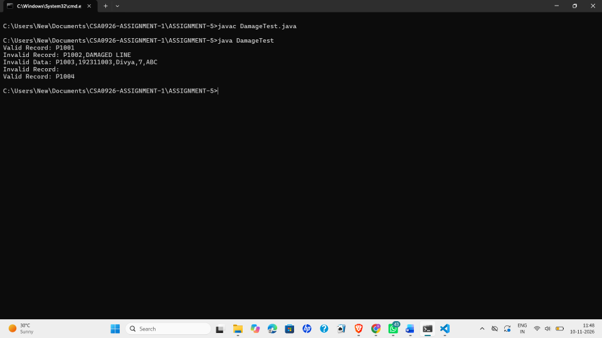 C:\Windows\System32\cmd.e
C:\Users\New\Documents\CSA0926-ASSIGNMENT-1\ASSIGNMENT-5>javac DamageTest.java
C:\Users\New\Documents\CSA0926-ASSIGNMENT-1\ASSIGNMENT-5>java DamageTest
Valid Record: P1001
Invalid Record: P1002,DAMAGED LINE
Invalid Data: P1003,192311003,Divya,7,ABC
Invalid Record:
Valid Record: P1004
C:\Users\New\Documents\CSA0926-ASSIGNMENT-1\ASSIGNMENT-5>
35°C
Sunny
Search
ENG
IN
11:48
10-11-2026